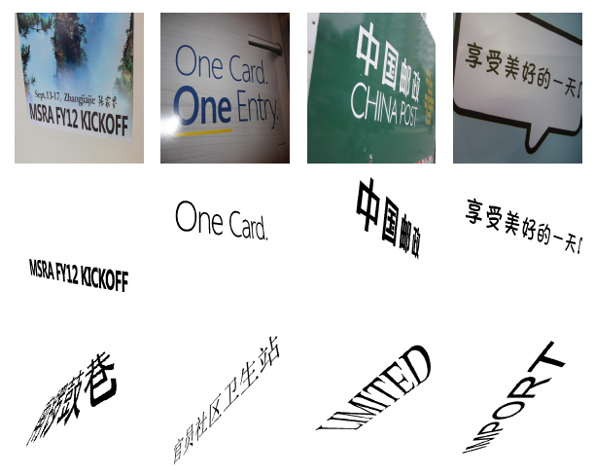 Sept.13-17, Zhangjiajie 张家界
MSRA FY12 KICKOFF
One Card.
One Entry.
中国邮政
CHINA POST
享受美好的一天!
MSRA FY12 KICKOFF
One Card.
中国邮政
享受美好的一天!
鼓巷
官员社区卫生站
LIMITED
IMPORT